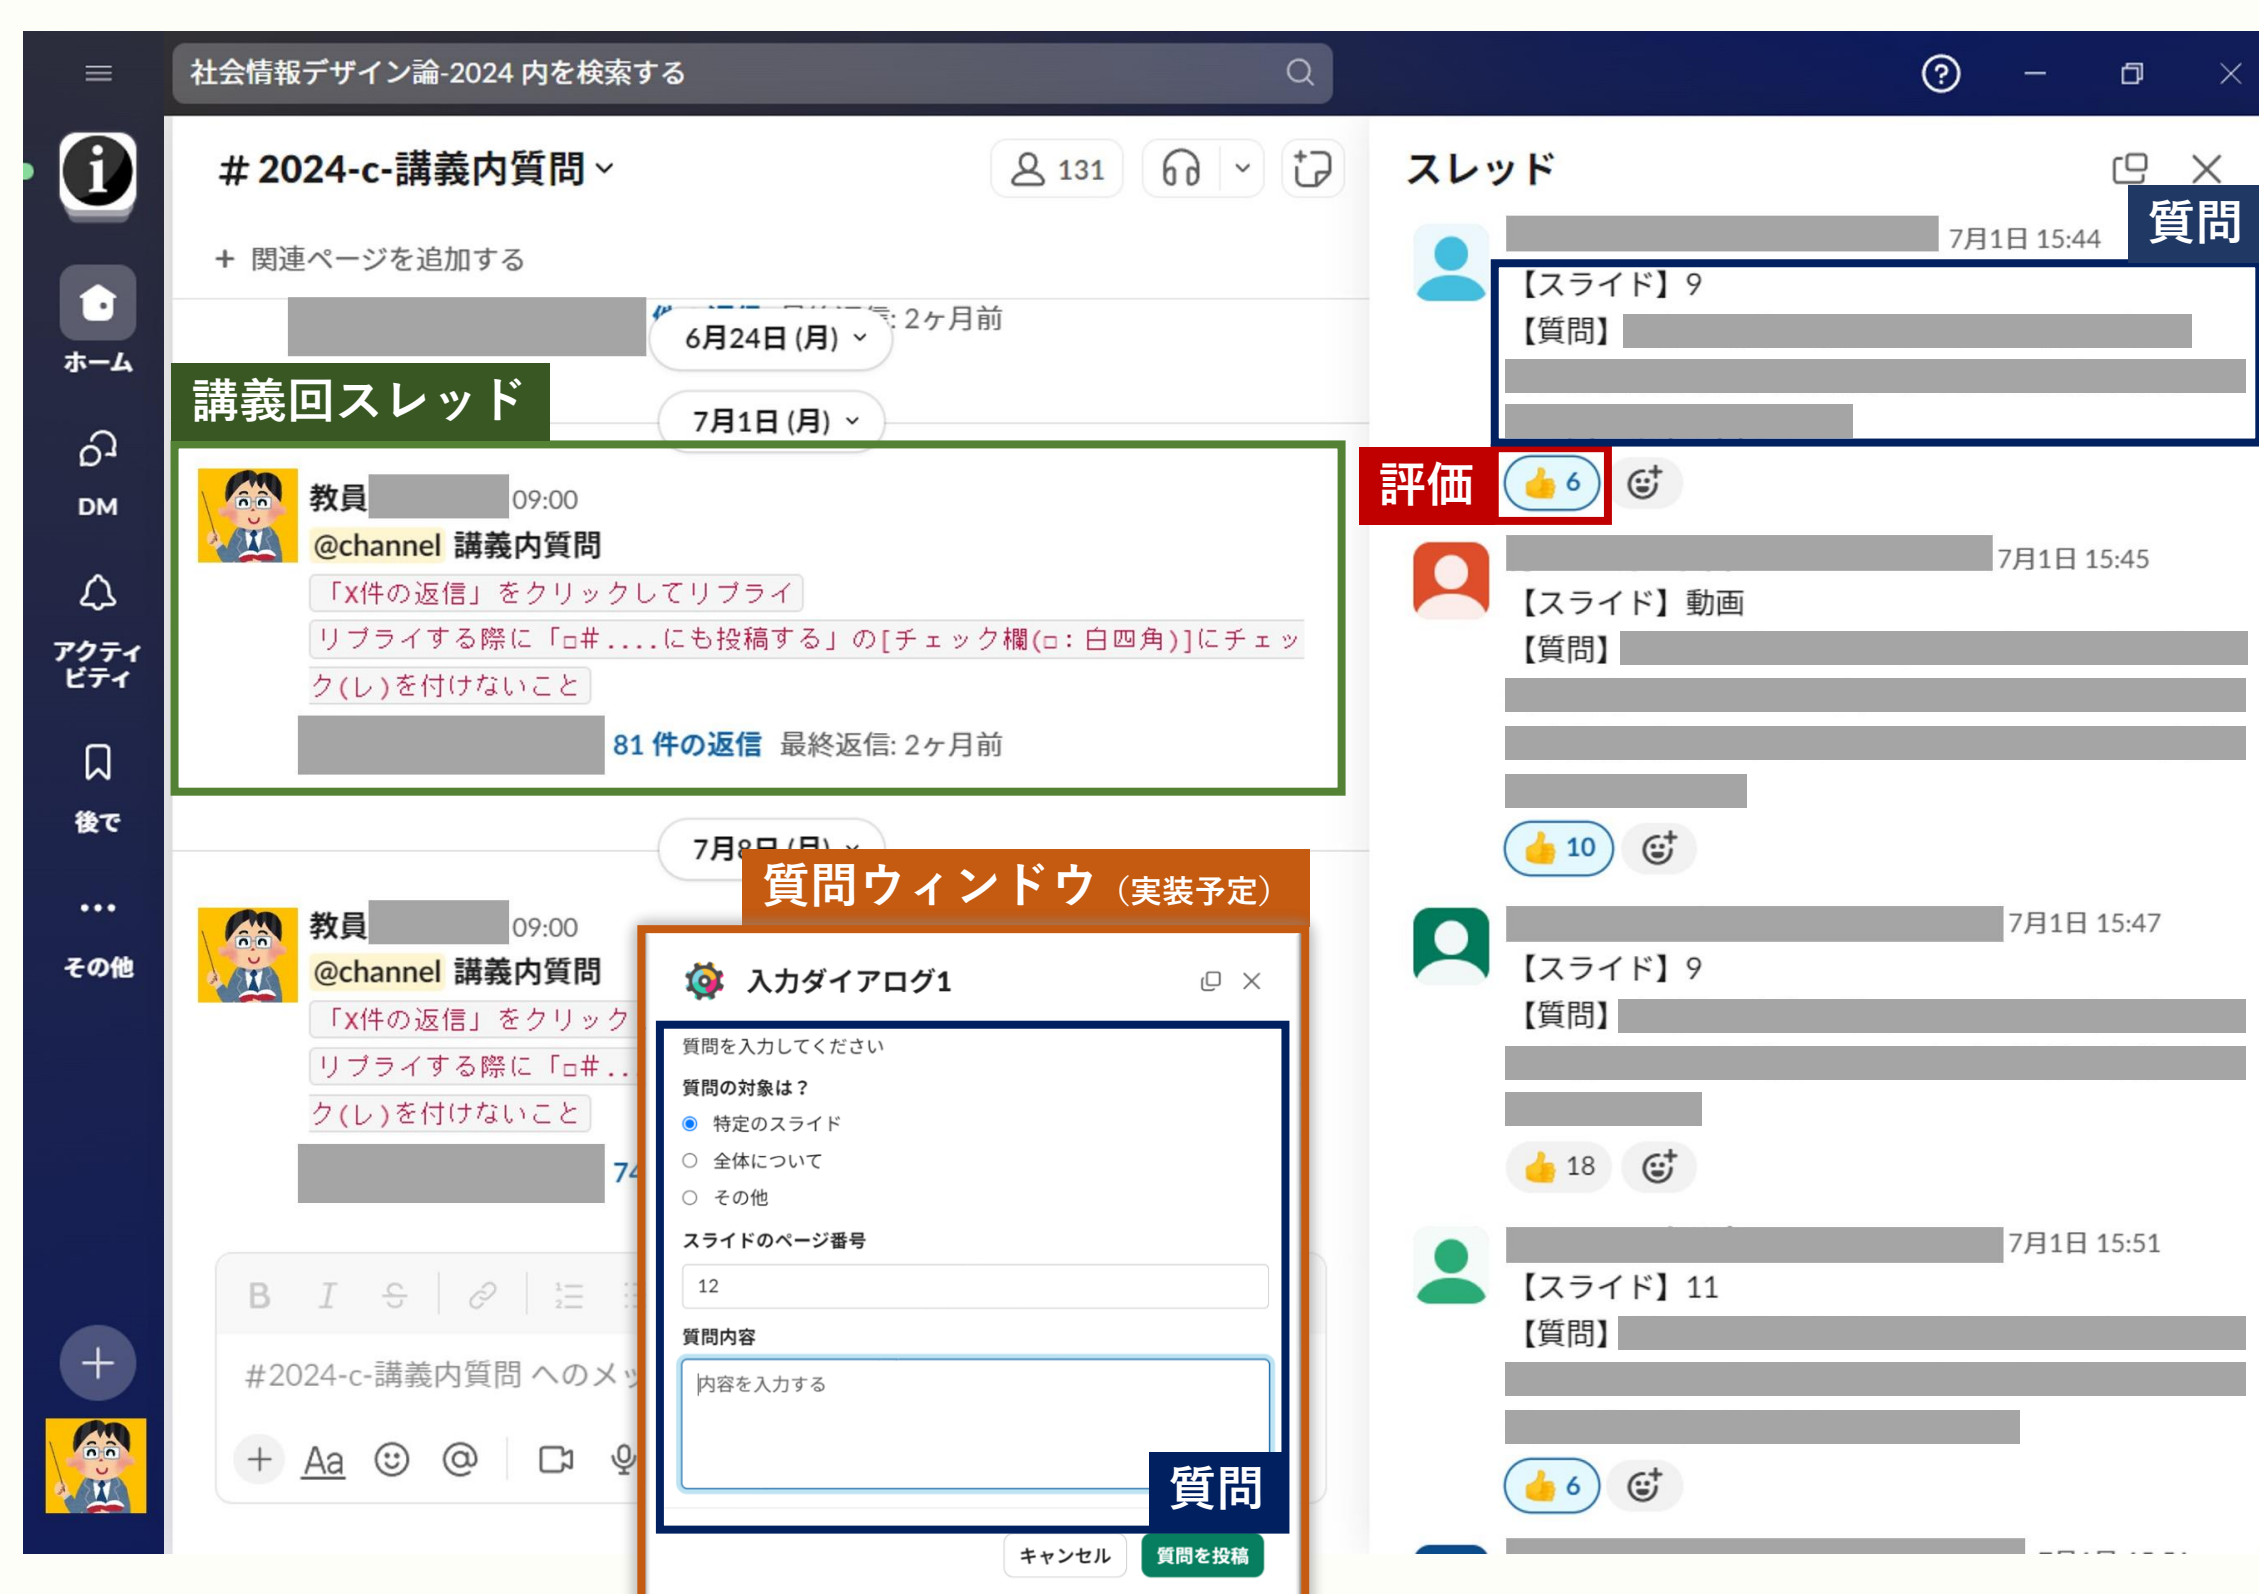 社会情報デザイン論-2024 内を検索する
ホーム
DM
アクティ
ビティ
後で
その他
# 2024-c-講義内質問
131
+ 関連ページを追加する
2ヶ月前
6月24日 (月)
講義回スレッド
7月1日 (月)
教員 09:00
@channel 講義内質問
「X件の返信」をクリックしてリプライ
リプライする際に「□#....にも投稿する」の[チェック欄(□:白四角)]にチェッ
ク(レ)を付けないこと
81 件の返信 最終返信: 2ヶ月前
7月8日 (月)
教員 09:00
@channel 講義内質問
「X件の返信」をクリック
リプライする際に「□#..
ク(レ)を付けないこと
74
B I S
#2024-c-講義内質問 へのメッ
Aa
質問ウィンドウ（実装予定）
入力ダイアログ1
質問を入力してください
質問の対象は？
特定のスライド
全体について
その他
スライドのページ番号
12
質問内容
内容を入力する
質問
キャンセル
質問を投稿
スレッド
質問
7月1日 15:44
【スライド】9
【質問】
評価
6
7月1日 15:45
【スライド】動画
【質問】
10
7月1日 15:47
【スライド】9
【質問】
18
7月1日 15:51
【スライド】11
【質問】
6